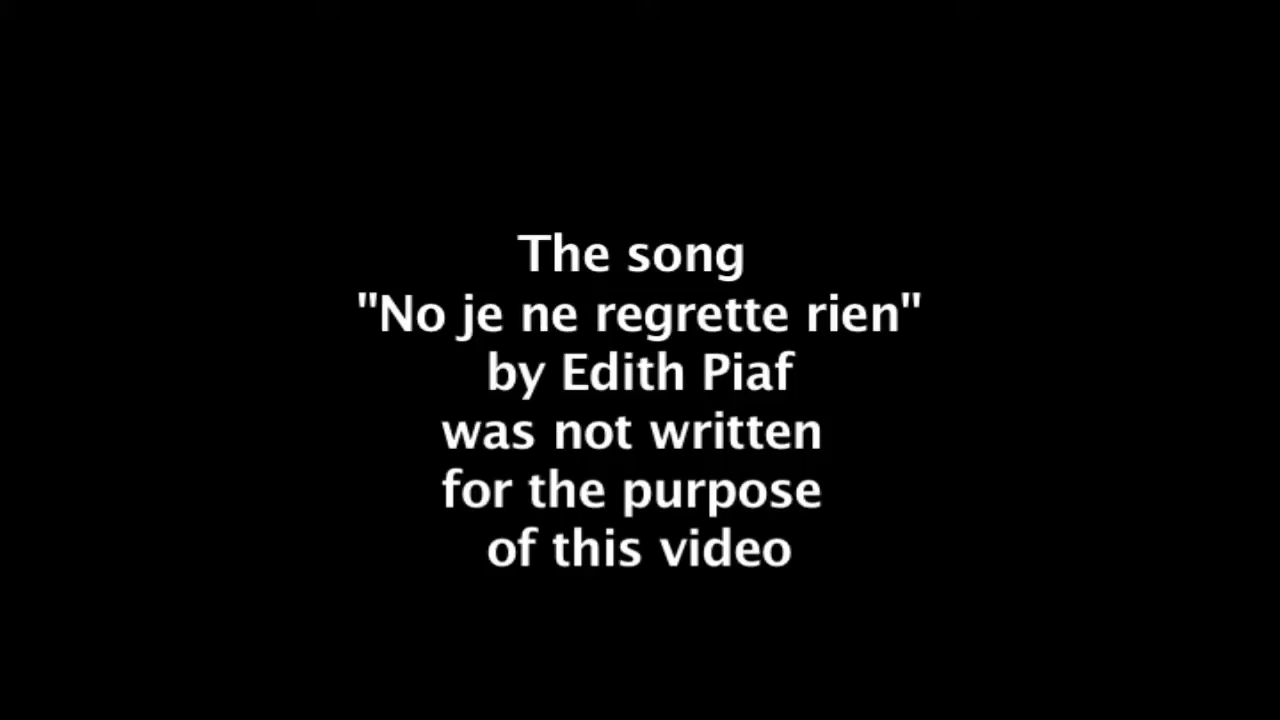 The song
"No je ne regrette rien"
by Edith Piaf
was not written
for the purpose
of this video